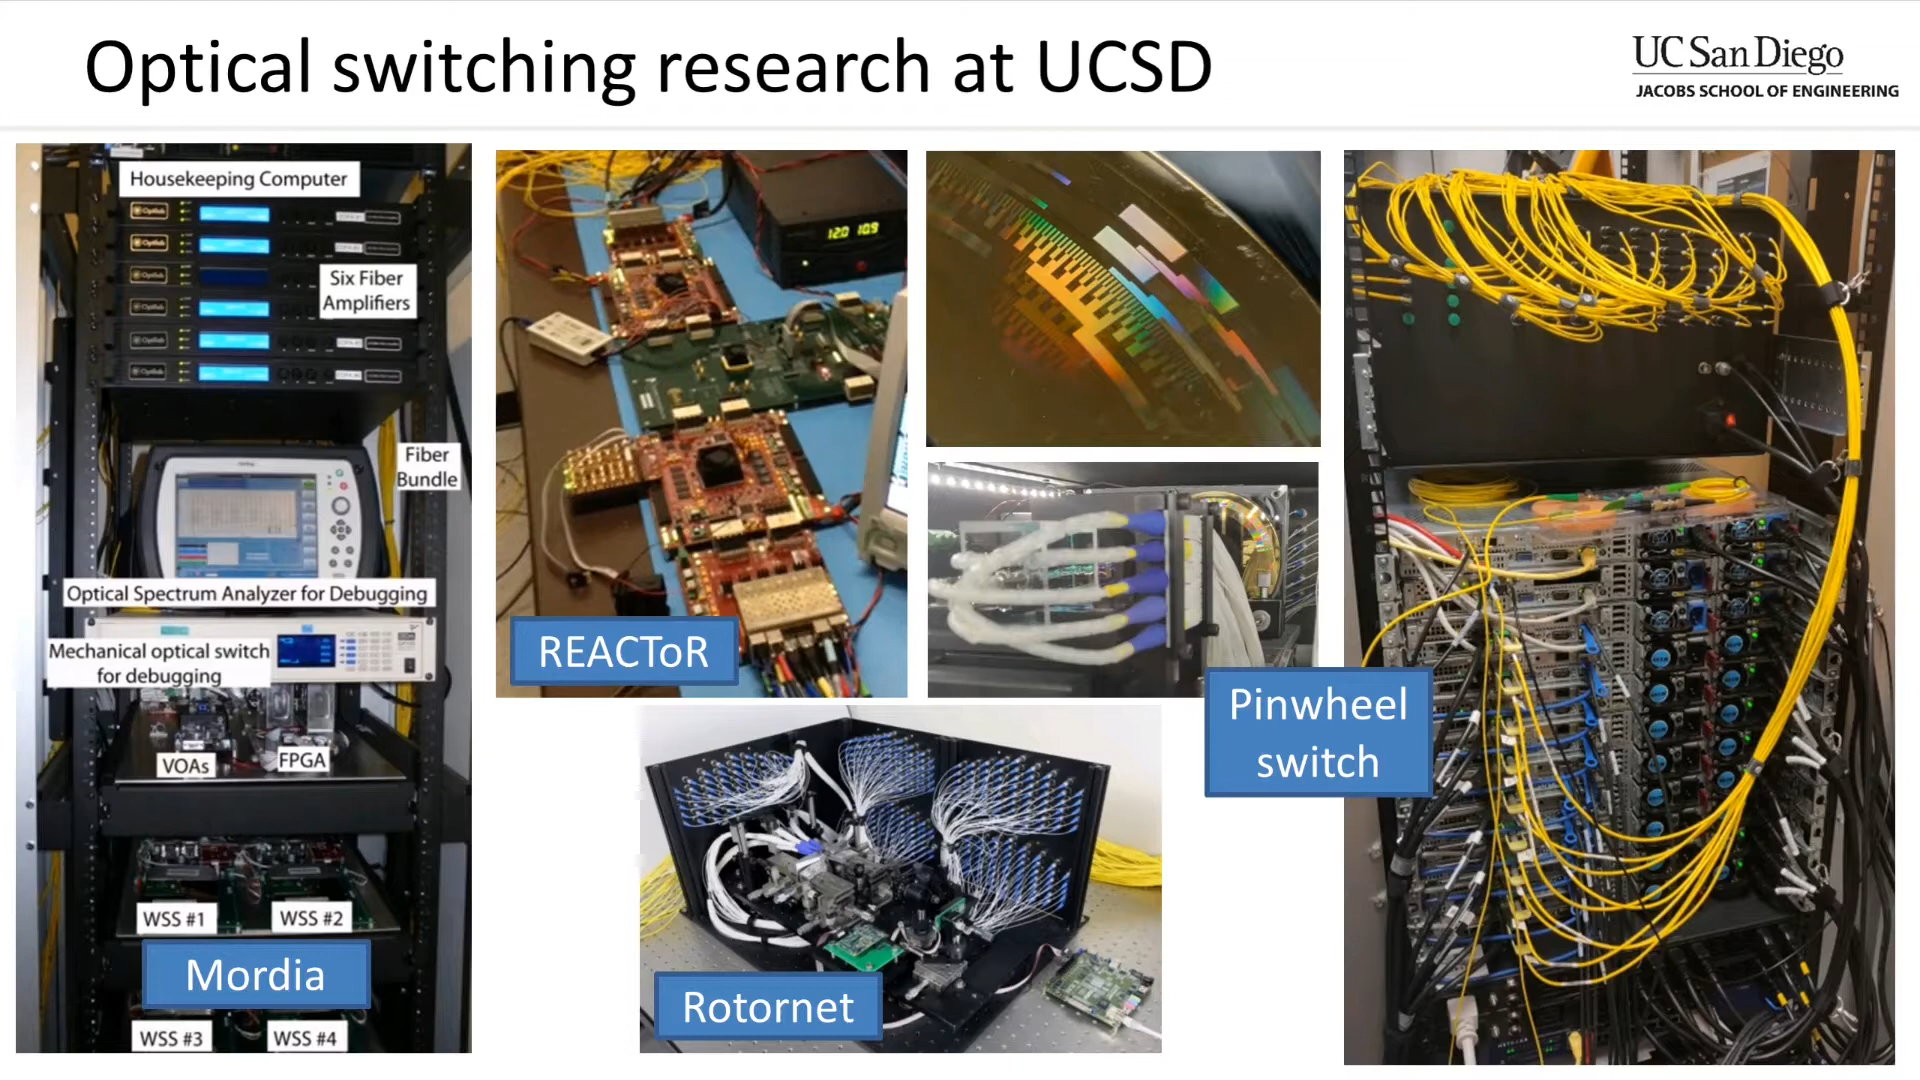 Optical switching research at UCSD
UC San Diego
JACOBS SCHOOL OF ENGINEERING
Housekeeping Computer
Six Fiber
Amplifiers
Fiber
Bundle
Optical Spectrum Analyzer for Debugging
Mechanical optical switch
for debugging
VOAs
FPGA
WSS #1
WSS #2
Mordia
WSS #3
WSS #4
REACToR
Rotornet
Pinwheel
switch